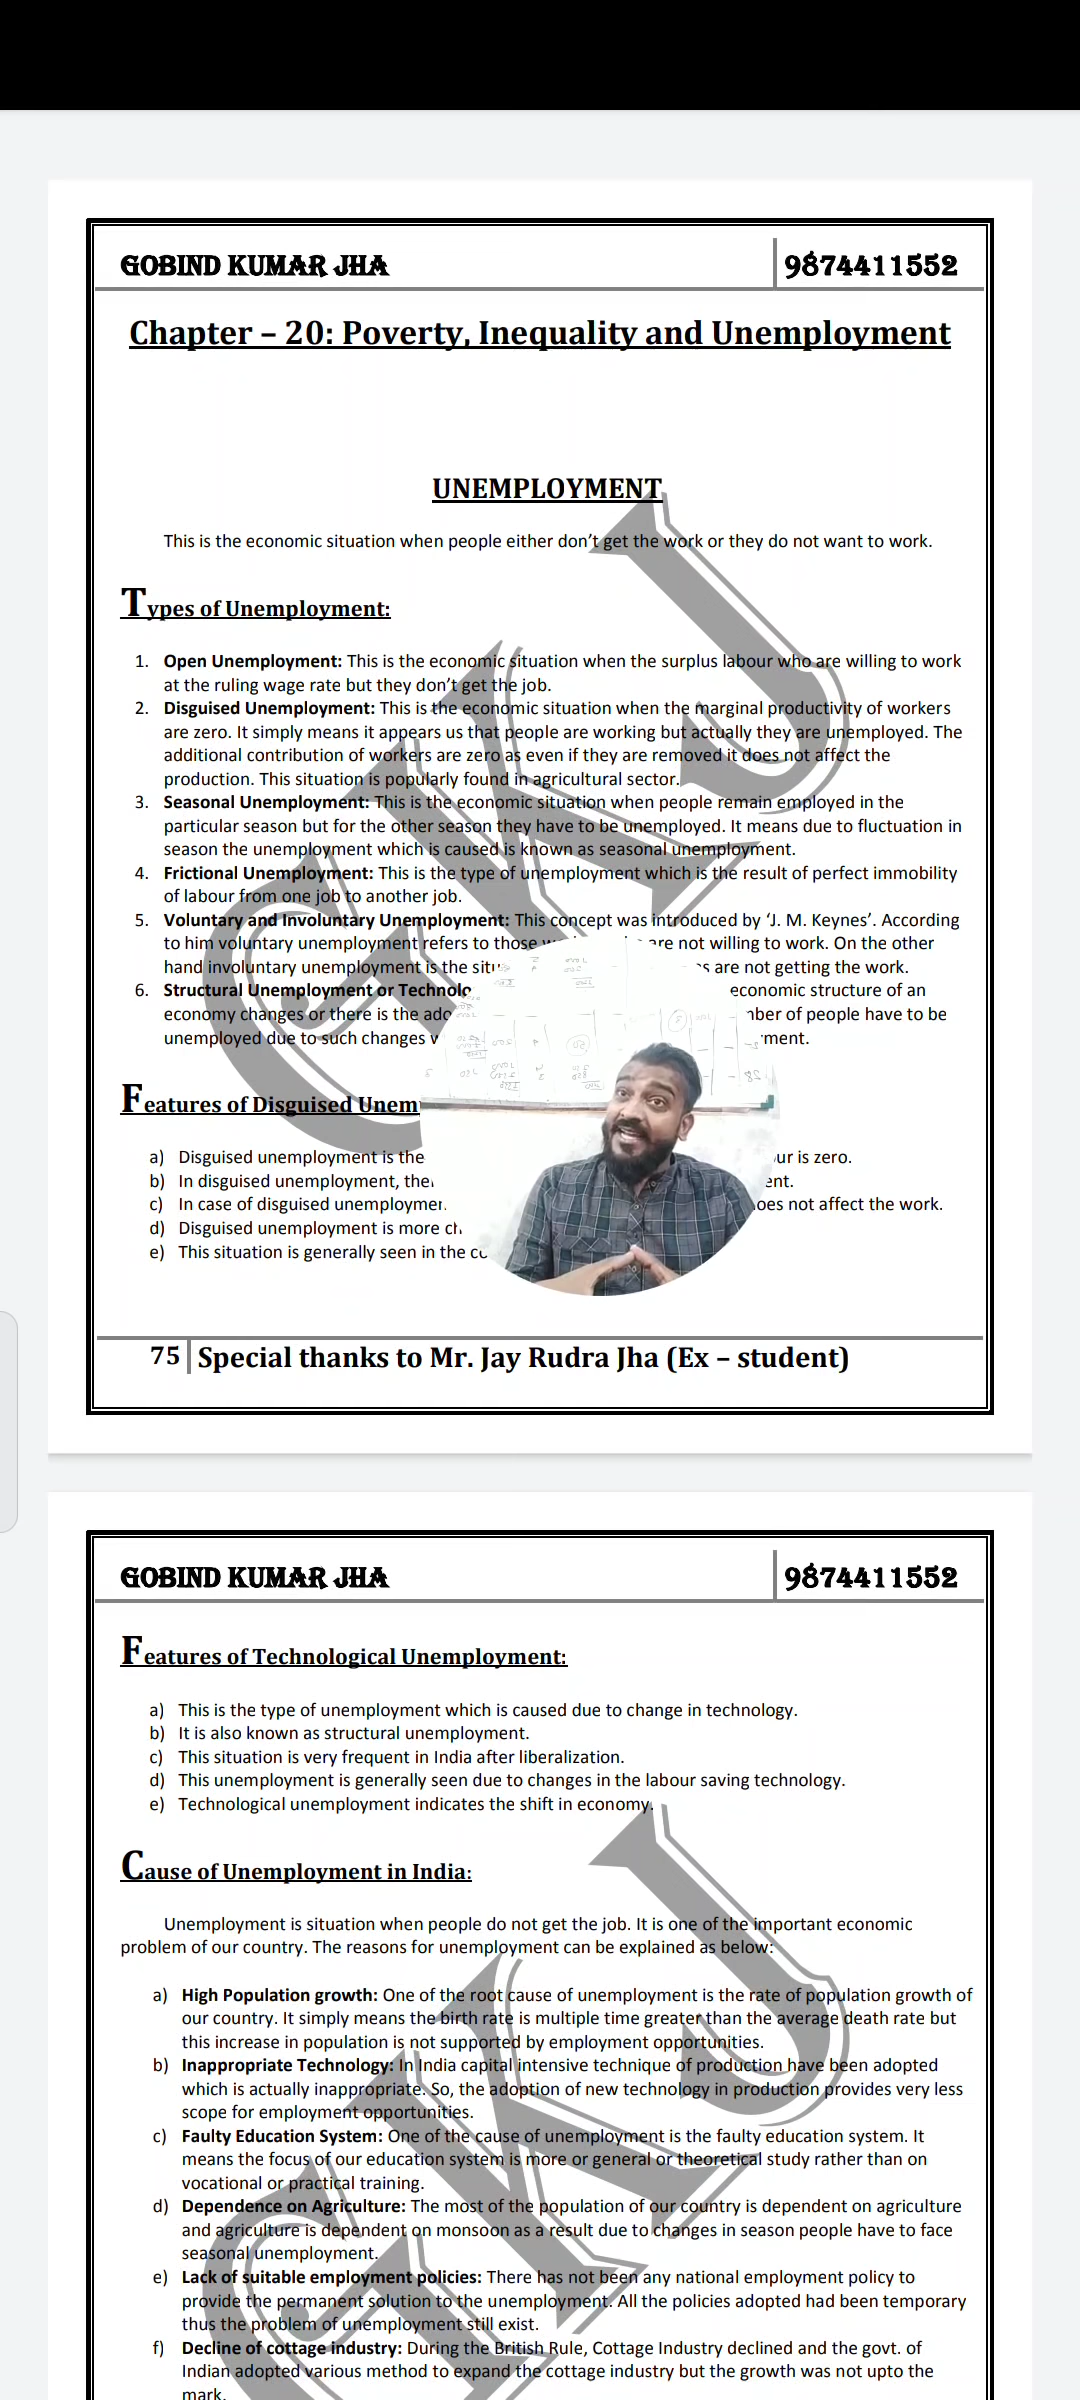 GOBIND KUMAR JHA 9874411552
Chapter – 20: Poverty, Inequality and Unemployment
UNEMPLOYMENT
This is the economic situation when people either don't get the work or they do not want to work.
Types of Unemployment:
1. Open Unemployment: This is the economic situation when the surplus labour who are willing to work
at the ruling wage rate but they don't get the job.
2. Disguised Unemployment: This is the economic situation when the marginal productivity of workers
are zero. It simply means it appears us that people are working but actually they are unemployed. The
additional contribution of workers are zero as even if they are removed it does not affect the
production. This situation is popularly found in agricultural sector.
3. Seasonal Unemployment: This is the economic situation when people remain employed in the
particular season but for the other season they have to be unemployed. It means due to fluctuation in
season the unemployment which is caused is known as seasonal unemployment.
4. Frictional Unemployment: This is the type of unemployment which is the result of perfect immobility
of labour from one job to another job.
5. Voluntary and Involuntary Unemployment: This concept was introduced by 'J. M. Keynes'. According
to him voluntary unemployment refers to those are not willing to work. On the other
hand involuntary unemployment is the are not getting the work.
6. Structural Unemployment or economic structure of an
economy changes or there is the of people have to be
unemployed due to such changes
Features of Disguised
a) Disguised unemployment is the is zero.
b) In disguised unemployment,
c) In case of disguised not affect the work.
d) Disguised unemployment is more
e) This situation is generally seen in the
75 Special thanks to Mr. Jay Rudra Jha (Ex – student)
GOBIND KUMAR JHA 9874411552
Features of Technological Unemployment:
a) This is the type of unemployment which is caused due to change in technology.
b) It is also known as structural unemployment.
c) This situation is very frequent in India after liberalization.
d) This unemployment is generally seen due to changes in the labour saving technology.
e) Technological unemployment indicates the shift in economy.
Cause of Unemployment in India:
Unemployment is situation when people do not get the job. It is one of the important economic
problem of our country. The reasons for unemployment can be explained as below:
a) High Population growth: One of the root cause of unemployment is the rate of population growth of
our country. It simply means the birth rate is multiple time greater than the average death rate but
this increase in population is not supported by employment opportunities.
b) Inappropriate Technology: In India capital intensive technique of production have been adopted
which is actually inappropriate. So, the adoption of new technology in production provides very less
scope for employment opportunities.
c) Faulty Education System: One of the cause of unemployment is the faulty education system. It
means the focus of our education system is more or general or theoretical study rather than on
vocational or practical training.
d) Dependence on Agriculture: The most of the population of our country is dependent on agriculture
and agriculture is dependent on monsoon as a result due to changes in season people have to face
seasonal unemployment.
e) Lack of suitable employment policies: There has not been any national employment policy to
provide the permanent solution to the unemployment. All the policies adopted had been temporary
thus the problem of unemployment still exist.
f) Decline of cottage industry: During the British Rule, Cottage Industry declined and the govt. of
Indian adopted various method to expand the cottage industry but the growth was not upto the
mark.
GKJ
GKJ